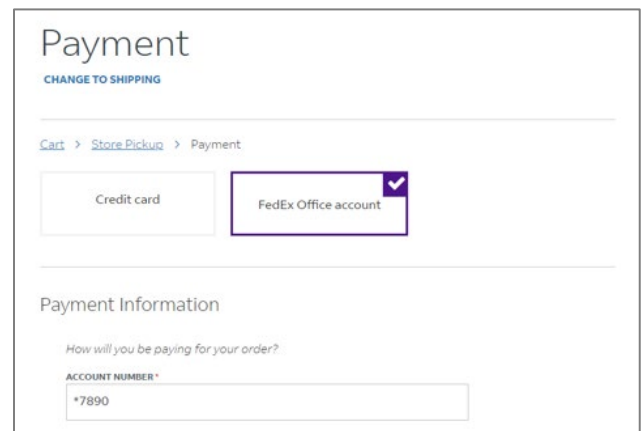 Payment
CHANGE TO SHIPPING
Cart > Store Pickup > Payment
Credit card
FedEx Office account
Payment Information
How will you be paying for your order?
ACCOUNT NUMBER*
*7890